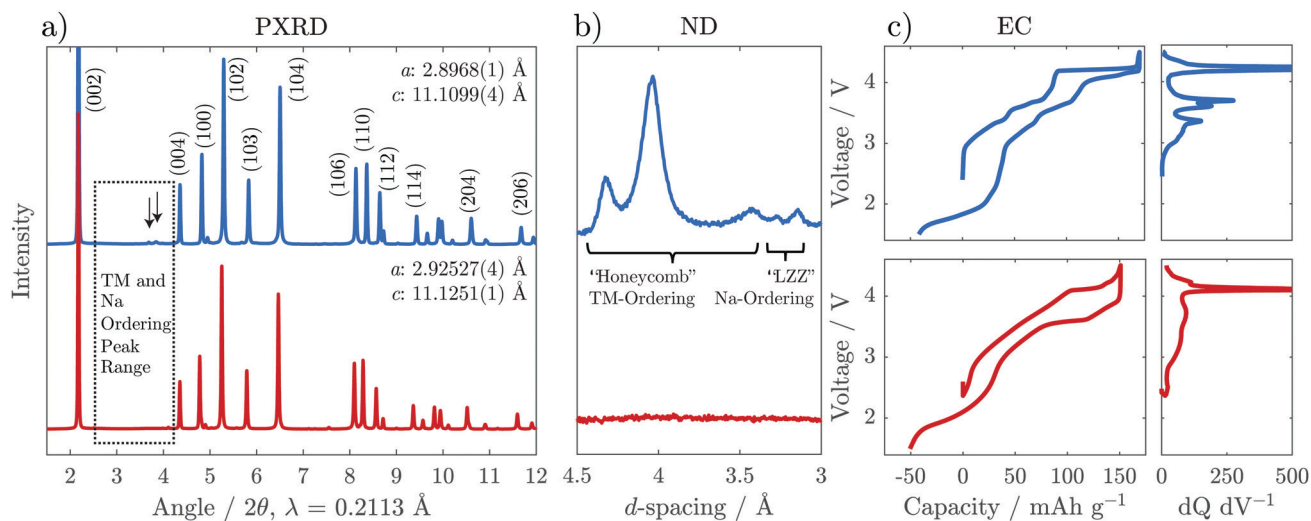 a) PXRD
b) ND
c) EC
Intensity
(002)
(004)
(100)
(102)
(103)
(104)
(106)
(110)
(112)
(114)
(204)
(206)
a: 2.8968(1) Å
c: 11.1099(4) Å
a: 2.92527(4) Å
c: 11.1251(1) Å
TM and
Na
Ordering
Peak
Range
2 3 4 5 6 7 8 9 10 11 12
Angle / 2θ, λ = 0.2113 Å
"Honeycomb"
TM-Ordering
"LZZ"
Na-Ordering
4.5 4 3.5 3
d-spacing / Å
Voltage / V
4
3
2
Voltage / V
4
3
2
-50 0 50 100 150
Capacity / mAh g⁻¹
0 500
dQ dV⁻¹